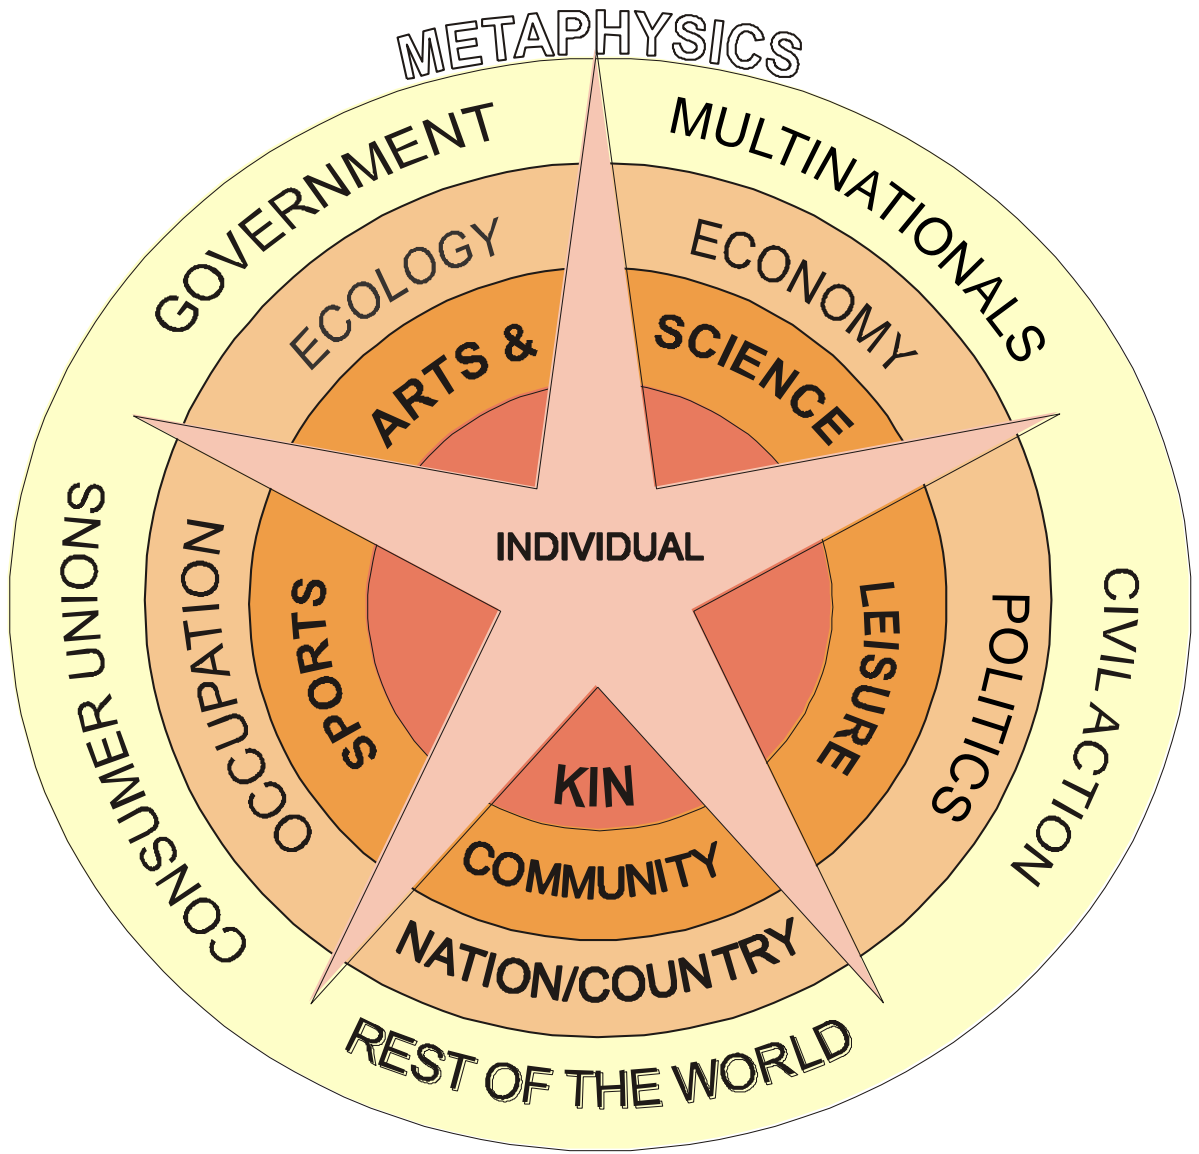 METAPHYSICS
GOVERNMENT
MULTINATIONALS
ECOLOGY
ECONOMY
ARTS &
SCIENCE
INDIVIDUAL
CONSUMER UNIONS
OCCUPATION
SPORTS
LEISURE
POLITICS
CIVIL ACTION
KIN
COMMUNITY
NATION/COUNTRY
REST OF THE WORLD